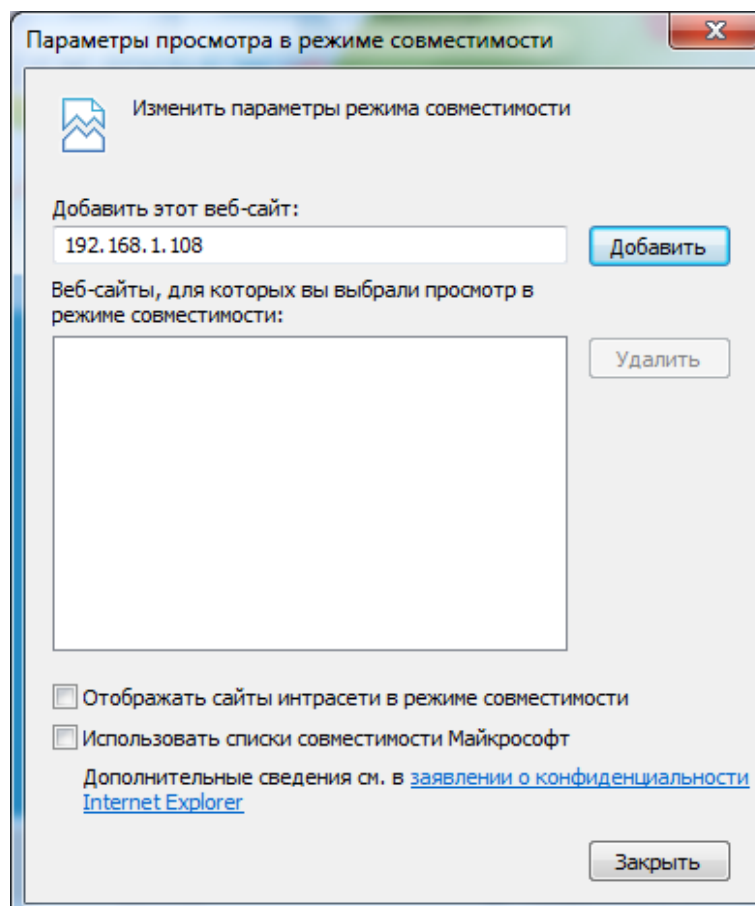 Параметры просмотра в режиме совместимости
Изменить параметры режима совместимости
Добавить этот веб-сайт:
192.168.1.108
Добавить
Веб-сайты, для которых вы выбрали просмотр в
режиме совместимости:
Удалить
Отображать сайты интрасети в режиме совместимости
Использовать списки совместимости Майкрософт
Дополнительные сведения см. в заявлении о конфиденциальности
Internet Explorer
Закрыть